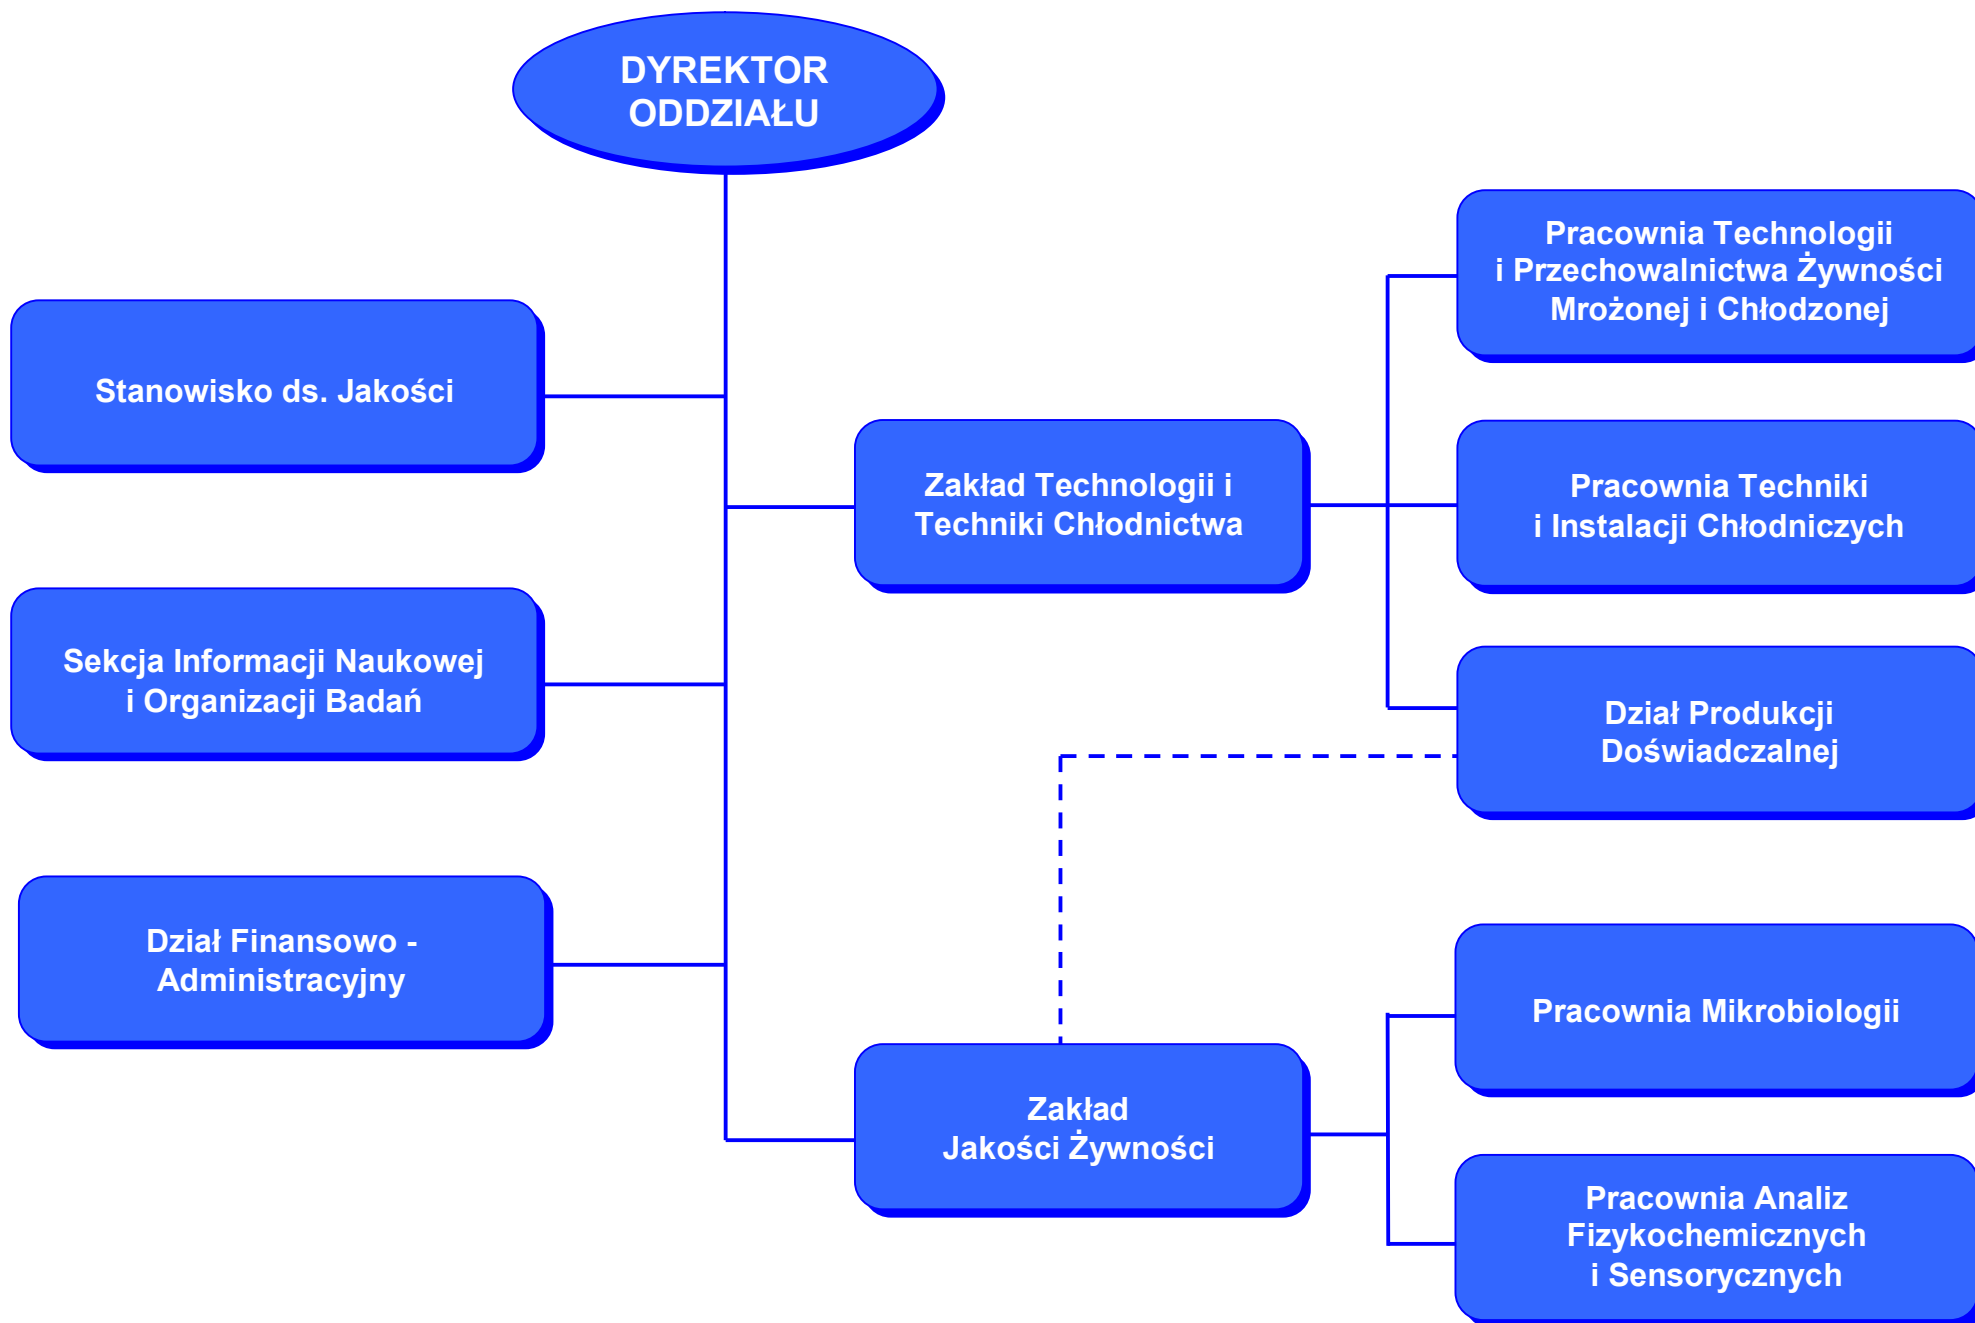 DYREKTOR
ODDZIAŁU
Stanowisko ds. Jakości
Sekcja Informacji Naukowej
i Organizacji Badań
Dział Finansowo -
Administracyjny
Zakład Technologii i
Techniki Chłodnictwa
Zakład
Jakości Żywności
Pracownia Technologii
i Przechowalnictwa Żywności
Mrożonej i Chłodzonej
Pracownia Techniki
i Instalacji Chłodniczych
Dział Produkcji
Doświadczalnej
Pracownia Mikrobiologii
Pracownia Analiz
Fizykochemicznych
i Sensorycznych